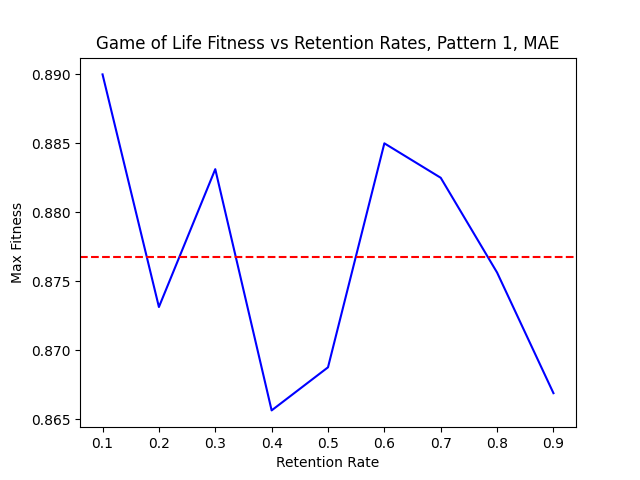 Game of Life Fitness vs Retention Rates, Pattern 1, MAE
0.890
0.885
0.880
0.875
0.870
0.865
Max Fitness
0.1 0.2 0.3 0.4 0.5 0.6 0.7 0.8 0.9
Retention Rate